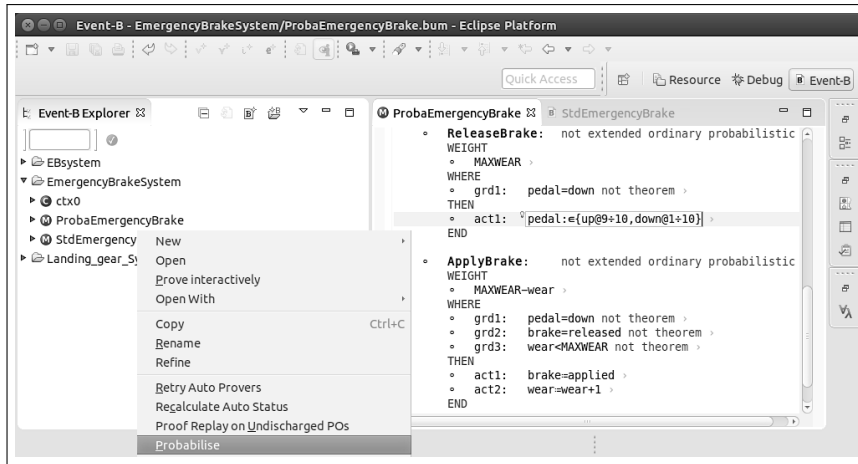 Event-B - EmergencyBrakeSystem/ProbaEmergencyBrake.bum - Eclipse Platform
Quick Access
Resource Debug Event-B
Event-B Explorer
EBsystem
EmergencyBrakeSystem
ctx0
ProbaEmergencyBrake
StdEmergency
Landing_gear_Sy
New
Open
Prove interactively
Open With
Copy Ctrl+C
Rename
Refine
Retry Auto Provers
Recalculate Auto Status
Proof Replay on Undischarged POs
Probabilise
ProbaEmergencyBrake StdEmergencyBrake
ReleaseBrake: not extended ordinary probabilistic
WEIGHT
MAXWEAR ›
WHERE
grd1: pedal=down not theorem ›
THEN
act1: pedal:∈{up@9÷10,down@1÷10} ›
END
ApplyBrake: not extended ordinary probabilistic
WEIGHT
MAXWEAR−wear ›
WHERE
grd1: pedal=down not theorem ›
grd2: brake=released not theorem ›
grd3: wear<MAXWEAR not theorem ›
THEN
act1: brake≔applied ›
act2: wear≔wear+1 ›
END